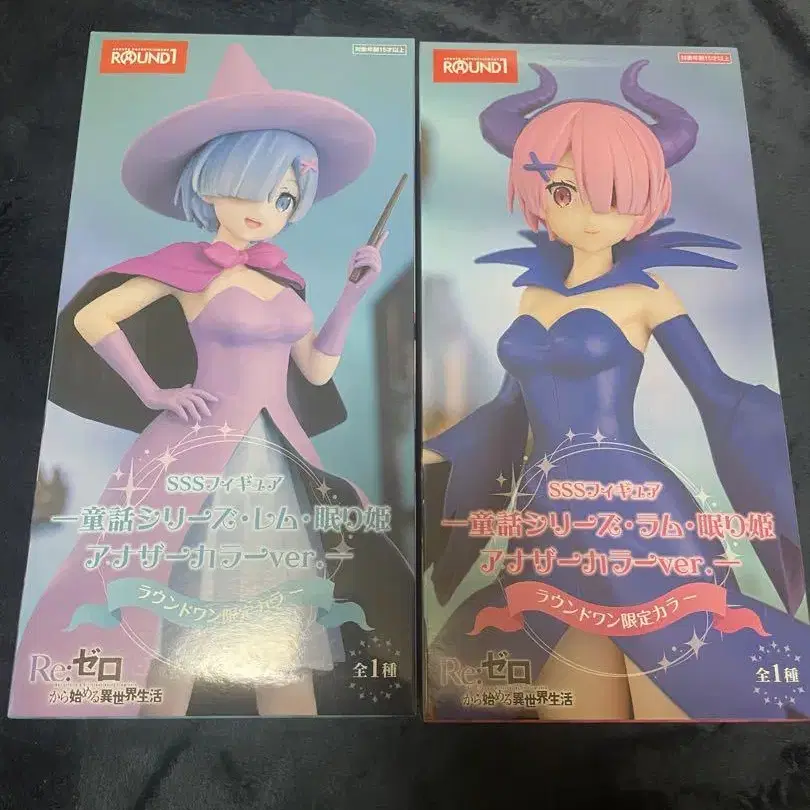 ROUND1
対象年齢15才以上
SSSフィギュア
―童話シリーズ・レム・眠り姫
アナザーカラーver.―
ラウンドワン限定カラー
Re:ゼロ
から始める異世界生活
全1種
ROUND1
対象年齢15才以上
SSSフィギュア
―童話シリーズ・ラム・眠り姫
アナザーカラーver.―
ラウンドワン限定カラー
Re:ゼロ
から始める異世界生活
全1種